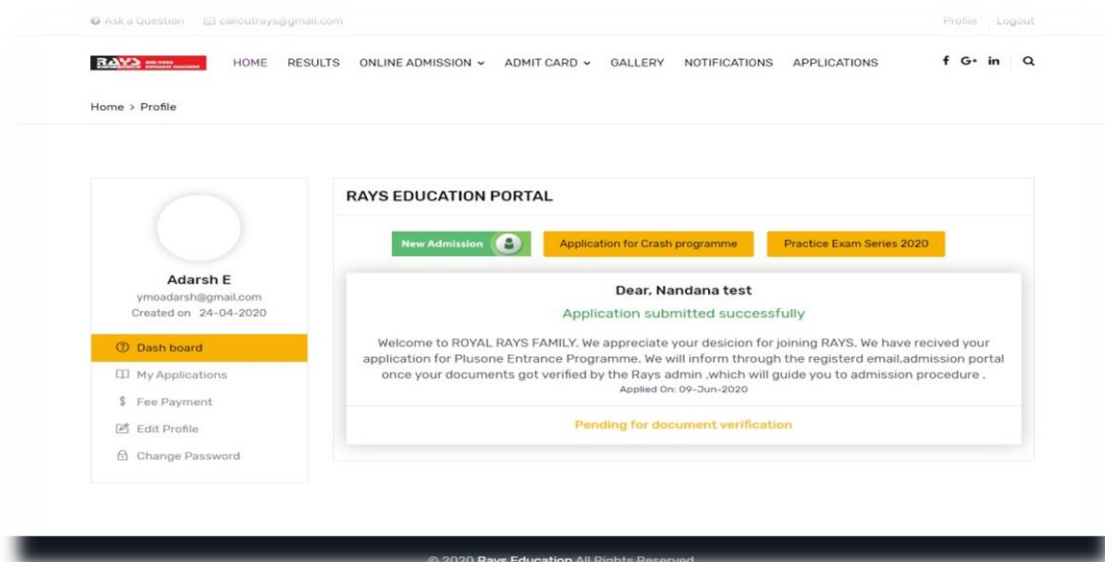 Ask a Question calicutrays@gmail.com Profile Logout
RAYS HOME RESULTS ONLINE ADMISSION ADMIT CARD GALLERY NOTIFICATIONS APPLICATIONS f G+ in
Home > Profile
RAYS EDUCATION PORTAL
New Admission Application for Crash programme Practice Exam Series 2020
Adarsh E
ymoadarsh@gmail.com
Created on 24-04-2020
Dash board
My Applications
$ Fee Payment
Edit Profile
Change Password
Dear, Nandana test
Application submitted successfully
Welcome to ROYAL RAYS FAMILY. We appreciate your desicion for joining RAYS. We have recived your
application for Plusone Entrance Programme. We will inform through the registerd email,admission portal
once your documents got verified by the Rays admin ,which will guide you to admission procedure .
Applied On: 09-Jun-2020
Pending for document verification
© 2020 Rays Education All Rights Reserved